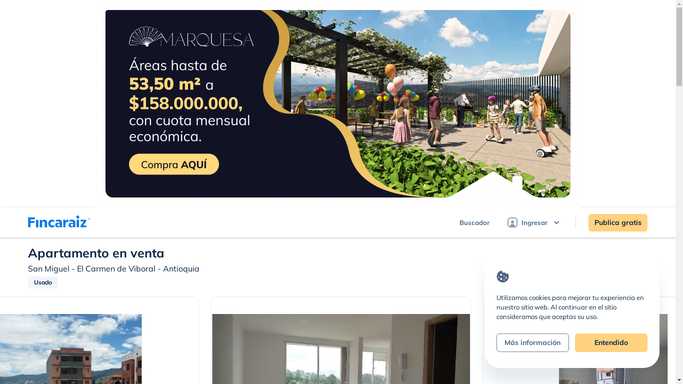 MARQUESA
Áreas hasta de
53,50 m² a
$158.000.000,
con cuota mensual
económica.
Compra AQUÍ
Fincaraiz
Buscador
Ingresar
Publica gratis
Apartamento en venta
San Miguel - El Carmen de Viboral - Antioquia
Usado
Utilizamos cookies para mejorar tu experiencia en
nuestro sitio web. Al continuar en el sitio
consideramos que aceptas su uso.
Más información
Entendido